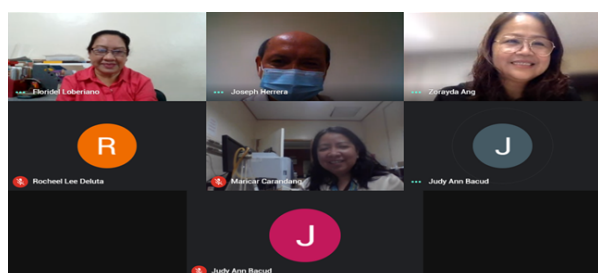 Floridel Loberiano
Joseph Herrera
Zorayda Ang
R
Rocheel Lee Deluta
Maricar Carandang
J
Judy Ann Bacud
J
Judy Ann Bacud